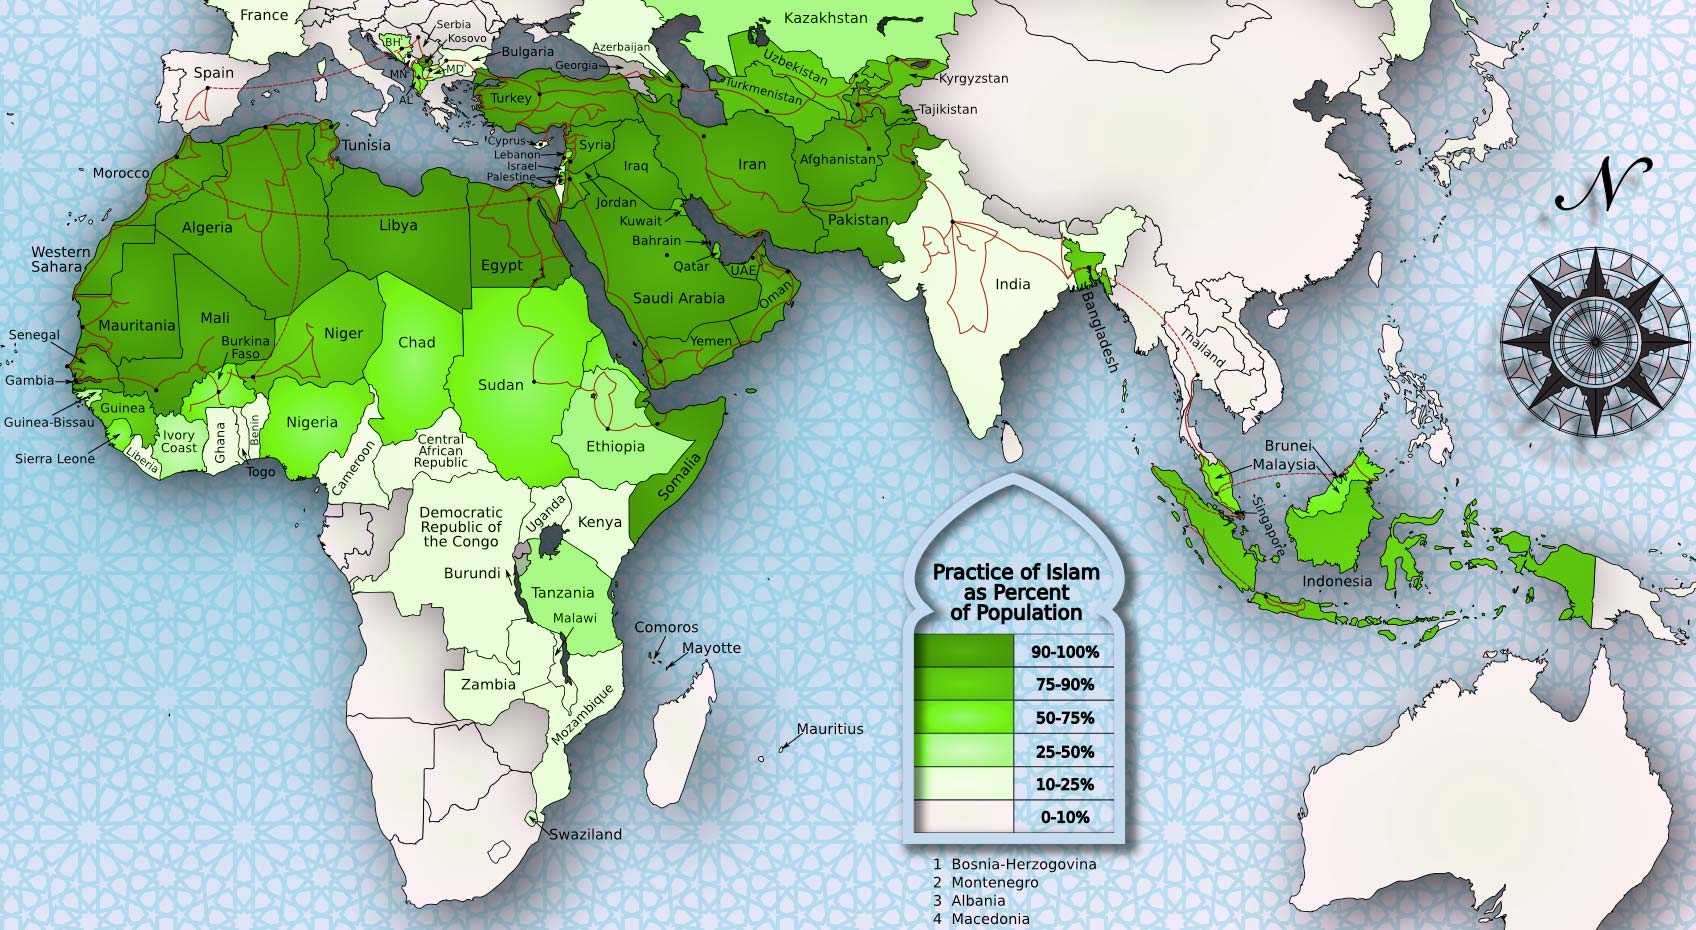 France
Serbia
Kosovo
BH
Bulgaria
Azerbaijan
Georgia
Kazakhstan
Uzbekistan
Turkmenistan
Kyrgyzstan
Tajikistan
Spain
MN
MD
AL
Turkey
Tunisia
Morocco
Cyprus
Lebanon
Israel
Palestine
Syria
Iraq
Iran
Afghanistan
Jordan
Kuwait
Pakistan
Bahrain
Qatar
UAE
Oman
Saudi Arabia
Yemen
Algeria
Libya
Egypt
Western
Sahara
Mauritania
Mali
Niger
Chad
Sudan
Senegal
Gambia
Guinea-Bissau
Guinea
Sierra Leone
Liberia
Ivory
Coast
Burkina
Faso
Ghana
Togo
Benin
Nigeria
Cameroon
Central
African
Republic
Ethiopia
Somalia
Democratic
Republic of
the Congo
Uganda
Kenya
Burundi
Tanzania
Malawi
Zambia
Mozambique
Comoros
Mayotte
Mauritius
Swaziland
India
Bangladesh
Thailand
Brunei
Malaysia
Singapore
Indonesia
N
Practice of Islam
as Percent
of Population
90-100%
75-90%
50-75%
25-50%
10-25%
0-10%
1 Bosnia-Herzogovina
2 Montenegro
3 Albania
4 Macedonia